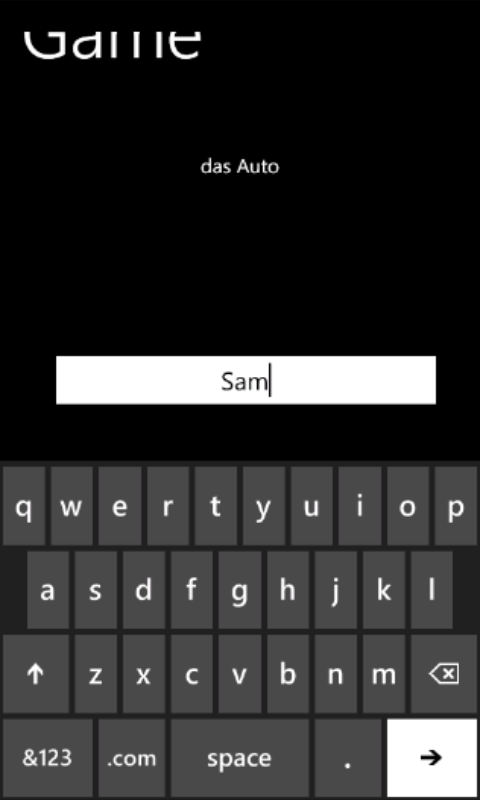 Game
das Auto
Sam
q w e r t y u i o p
a s d f g h j k l
z x c v b n m
&123 .com space .